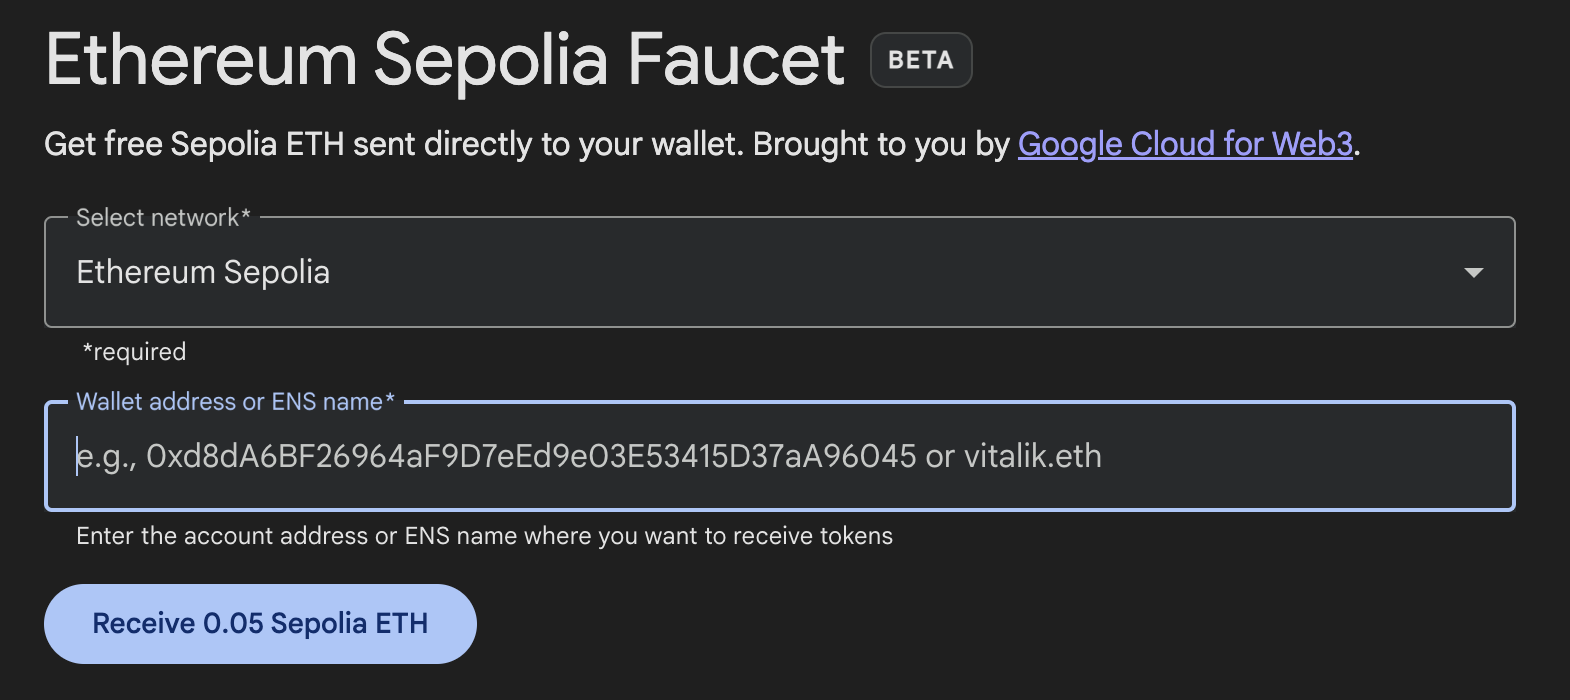 Ethereum Sepolia Faucet BETA
Get free Sepolia ETH sent directly to your wallet. Brought to you by Google Cloud for Web3.
Select network*
Ethereum Sepolia
*required
Wallet address or ENS name*
e.g., 0xd8dA6BF26964aF9D7eEd9e03E53415D37aA96045 or vitalik.eth
Enter the account address or ENS name where you want to receive tokens
Receive 0.05 Sepolia ETH